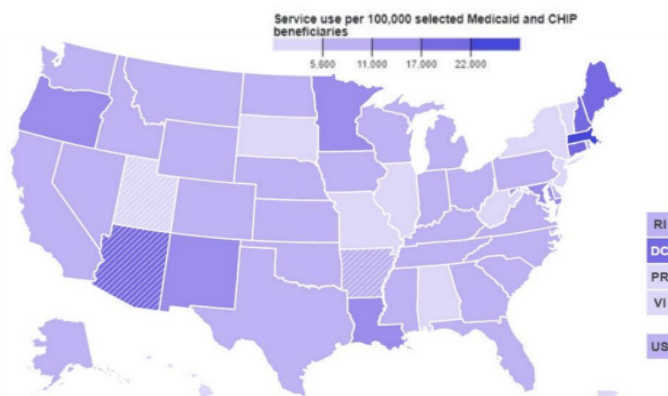 Service use per 100,000 selected Medicaid and CHIP
beneficiaries
5,600 11,000 17,000 22,000
RI
DC
PR
VI
US